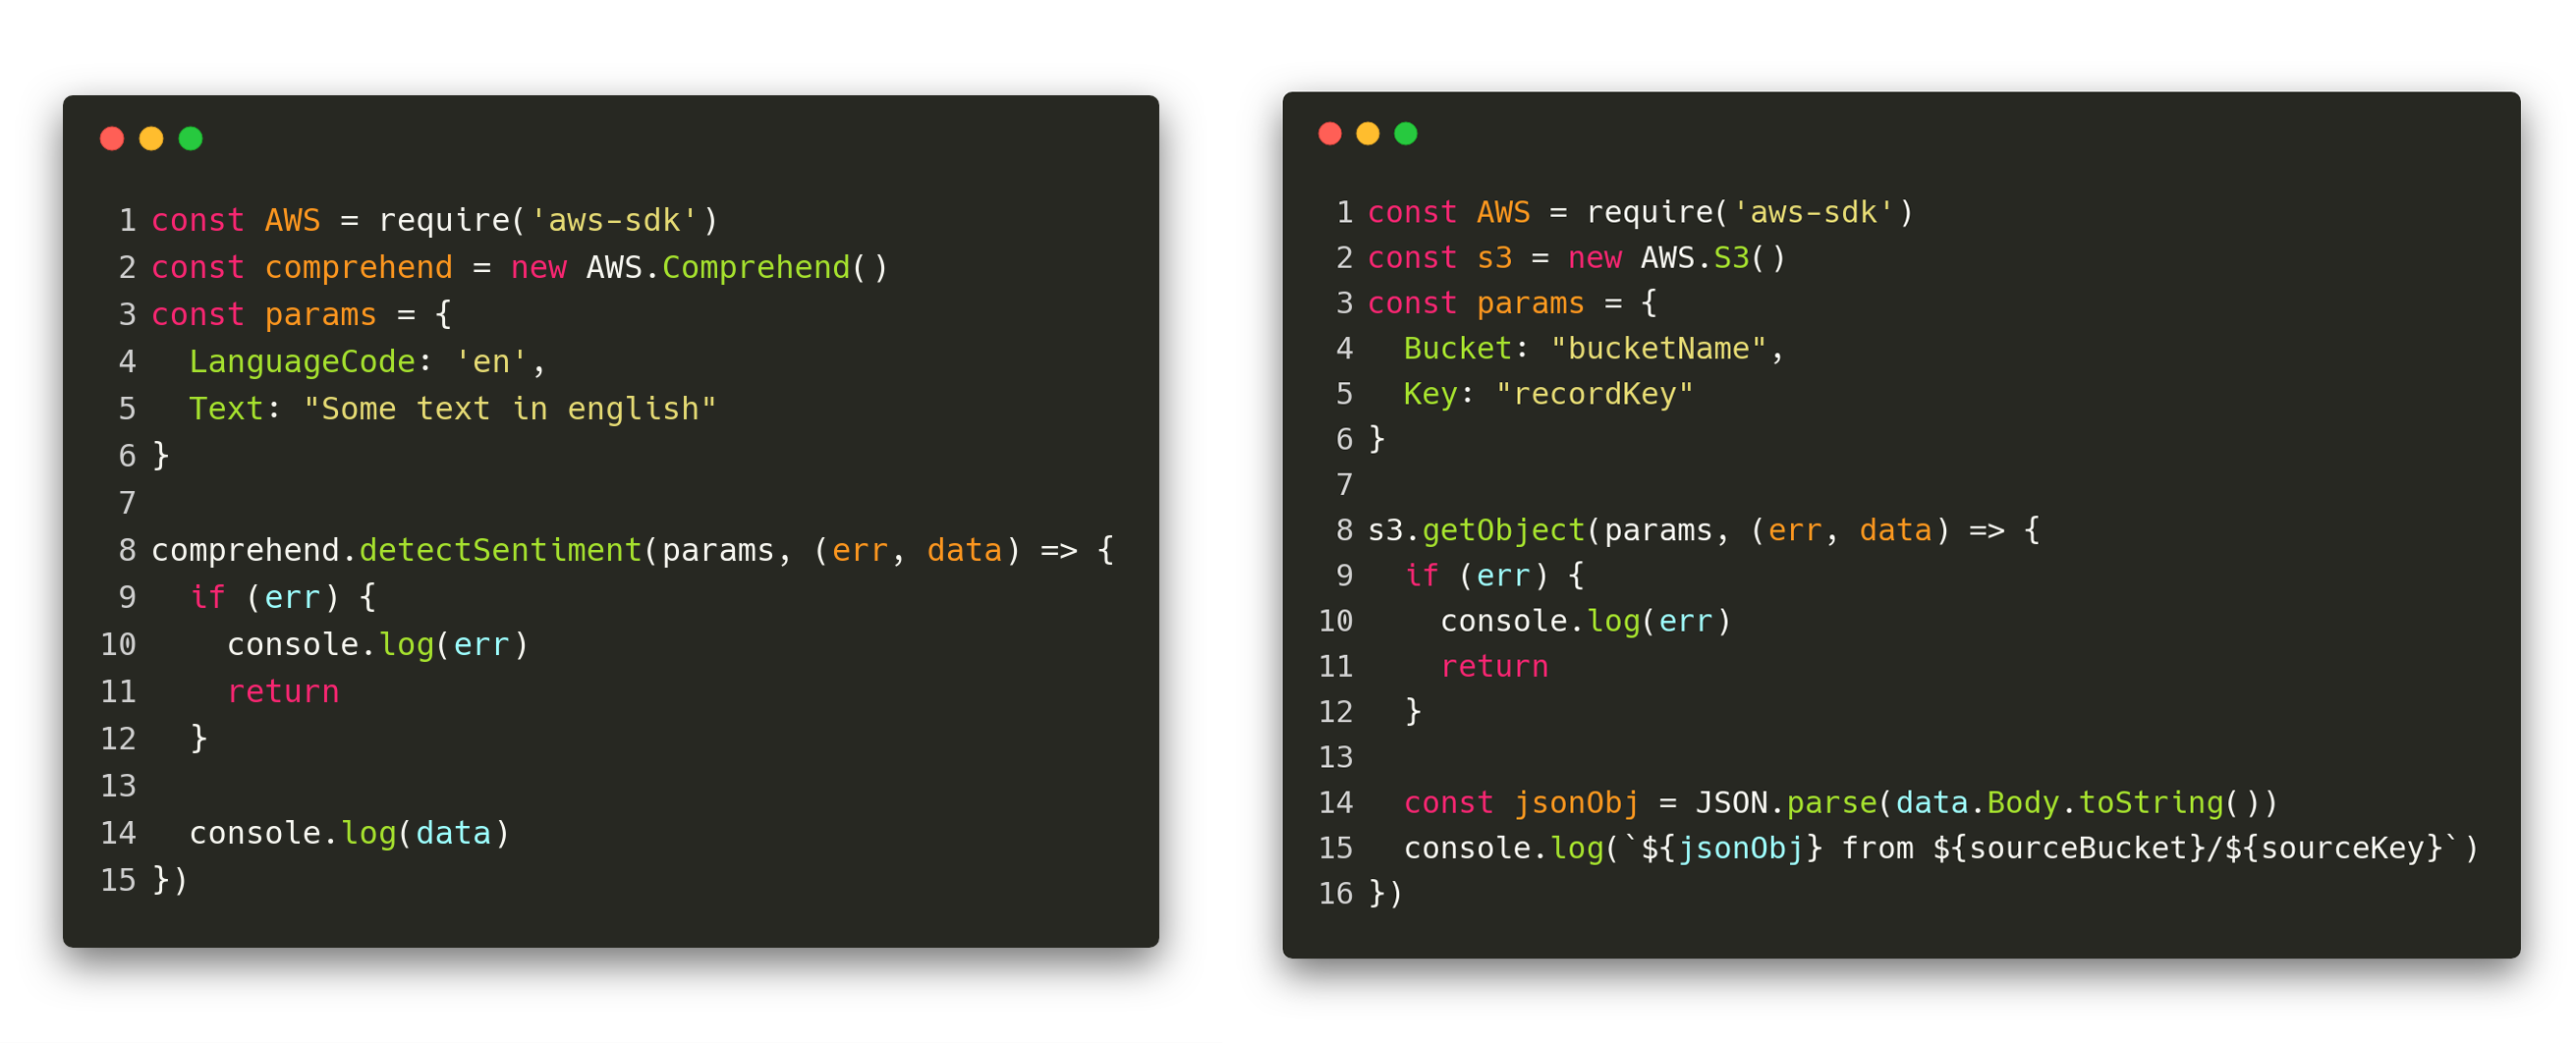 1 const AWS = require('aws-sdk')
2 const comprehend = new AWS.Comprehend()
3 const params = {
4   LanguageCode: 'en',
5   Text: "Some text in english"
6 }
7
8 comprehend.detectSentiment(params, (err, data) => {
9   if (err) {
10     console.log(err)
11     return
12   }
13
14   console.log(data)
15 })
1 const AWS = require('aws-sdk')
2 const s3 = new AWS.S3()
3 const params = {
4   Bucket: "bucketName",
5   Key: "recordKey"
6 }
7
8 s3.getObject(params, (err, data) => {
9   if (err) {
10     console.log(err)
11     return
12   }
13
14   const jsonObj = JSON.parse(data.Body.toString())
15   console.log(`${jsonObj} from ${sourceBucket}/${sourceKey}`)
16 })